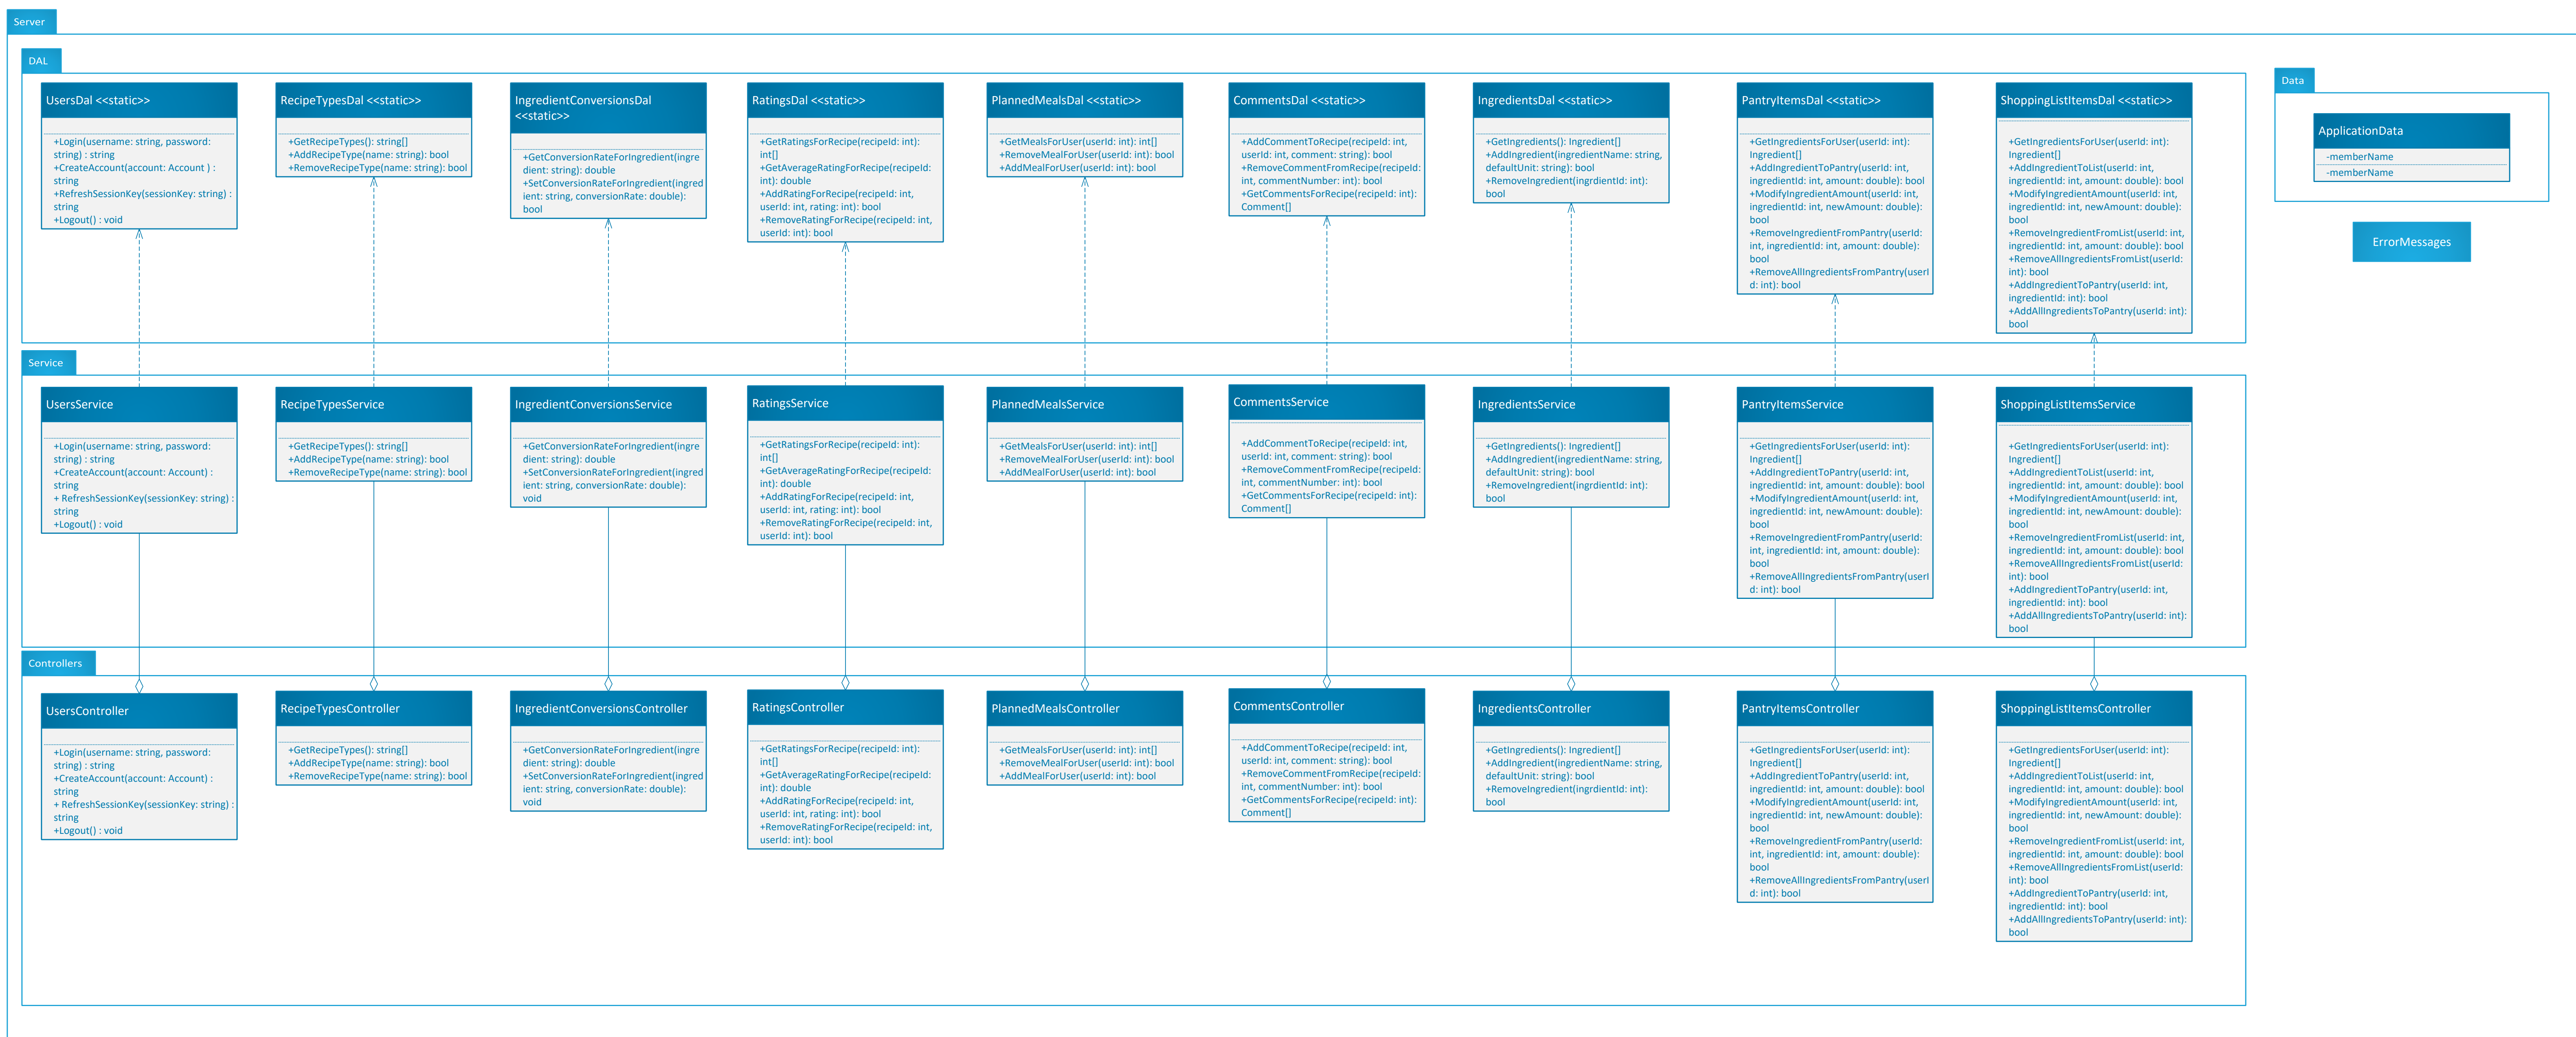 Server
DAL
UsersDal <<static>>
+Login(username: string, password:
string) : string
+CreateAccount(account: Account ) :
string
+RefreshSessionKey(sessionKey: string) :
string
+Logout() : void
RecipeTypesDal <<static>>
+GetRecipeTypes(): string[]
+AddRecipeType(name: string): bool
+RemoveRecipeType(name: string): bool
IngredientConversionsDal
<<static>>
+GetConversionRateForIngredient(ingre
dient: string): double
+SetConversionRateForIngredient(ingred
ient: string, conversionRate: double):
bool
RatingsDal <<static>>
+GetRatingsForRecipe(recipeId: int):
int[]
+GetAverageRatingForRecipe(recipeId:
int): double
+AddRatingForRecipe(recipeId: int,
userId: int, rating: int): bool
+RemoveRatingForRecipe(recipeId: int,
userId: int): bool
PlannedMealsDal <<static>>
+GetMealsForUser(userId: int): int[]
+RemoveMealForUser(userId: int): bool
+AddMealForUser(userId: int): bool
CommentsDal <<static>>
+AddCommentToRecipe(recipeId: int,
userId: int, comment: string): bool
+RemoveCommentFromRecipe(recipeId:
int, commentNumber: int): bool
+GetCommentsForRecipe(recipeId: int):
Comment[]
IngredientsDal <<static>>
+GetIngredients(): Ingredient[]
+AddIngredient(ingredientName: string,
defaultUnit: string): bool
+RemoveIngredient(ingrdientId: int):
bool
PantryItemsDal <<static>>
+GetIngredientsForUser(userId: int):
Ingredient[]
+AddIngredientToPantry(userId: int,
ingredientId: int, amount: double): bool
+ModifyIngredientAmount(userId: int,
ingredientId: int, newAmount: double):
bool
+RemoveIngredientFromPantry(userId:
int, ingredientId: int, amount: double):
bool
+RemoveAllIngredientsFromPantry(userI
d: int): bool
ShoppingListItemsDal <<static>>
+GetIngredientsForUser(userId: int):
Ingredient[]
+AddIngredientToList(userId: int,
ingredientId: int, amount: double): bool
+ModifyIngredientAmount(userId: int,
ingredientId: int, newAmount: double):
bool
+RemoveIngredientFromList(userId: int,
ingredientId: int, amount: double): bool
+RemoveAllIngredientsFromList(userId:
int): bool
+AddIngredientToPantry(userId: int,
ingredientId: int): bool
+AddAllIngredientsToPantry(userId: int):
bool
Data
ApplicationData
-memberName
-memberName
ErrorMessages
Service
UsersService
+Login(username: string, password:
string) : string
+CreateAccount(account: Account) :
string
+ RefreshSessionKey(sessionKey: string) :
string
+Logout() : void
RecipeTypesService
+GetRecipeTypes(): string[]
+AddRecipeType(name: string): bool
+RemoveRecipeType(name: string): bool
IngredientConversionsService
+GetConversionRateForIngredient(ingre
dient: string): double
+SetConversionRateForIngredient(ingred
ient: string, conversionRate: double):
void
RatingsService
+GetRatingsForRecipe(recipeId: int):
int[]
+GetAverageRatingForRecipe(recipeId:
int): double
+AddRatingForRecipe(recipeId: int,
userId: int, rating: int): bool
+RemoveRatingForRecipe(recipeId: int,
userId: int): bool
PlannedMealsService
+GetMealsForUser(userId: int): int[]
+RemoveMealForUser(userId: int): bool
+AddMealForUser(userId: int): bool
CommentsService
+AddCommentToRecipe(recipeId: int,
userId: int, comment: string): bool
+RemoveCommentFromRecipe(recipeId:
int, commentNumber: int): bool
+GetCommentsForRecipe(recipeId: int):
Comment[]
IngredientsService
+GetIngredients(): Ingredient[]
+AddIngredient(ingredientName: string,
defaultUnit: string): bool
+RemoveIngredient(ingrdientId: int):
bool
PantryItemsService
+GetIngredientsForUser(userId: int):
Ingredient[]
+AddIngredientToPantry(userId: int,
ingredientId: int, amount: double): bool
+ModifyIngredientAmount(userId: int,
ingredientId: int, newAmount: double):
bool
+RemoveIngredientFromPantry(userId:
int, ingredientId: int, amount: double):
bool
+RemoveAllIngredientsFromPantry(userI
d: int): bool
ShoppingListItemsService
+GetIngredientsForUser(userId: int):
Ingredient[]
+AddIngredientToList(userId: int,
ingredientId: int, amount: double): bool
+ModifyIngredientAmount(userId: int,
ingredientId: int, newAmount: double):
bool
+RemoveIngredientFromList(userId: int,
ingredientId: int, amount: double): bool
+RemoveAllIngredientsFromList(userId:
int): bool
+AddIngredientToPantry(userId: int,
ingredientId: int): bool
+AddAllIngredientsToPantry(userId: int):
bool
Controllers
UsersController
+Login(username: string, password:
string) : string
+CreateAccount(account: Account) :
string
+ RefreshSessionKey(sessionKey: string) :
string
+Logout() : void
RecipeTypesController
+GetRecipeTypes(): string[]
+AddRecipeType(name: string): bool
+RemoveRecipeType(name: string): bool
IngredientConversionsController
+GetConversionRateForIngredient(ingre
dient: string): double
+SetConversionRateForIngredient(ingred
ient: string, conversionRate: double):
void
RatingsController
+GetRatingsForRecipe(recipeId: int):
int[]
+GetAverageRatingForRecipe(recipeId:
int): double
+AddRatingForRecipe(recipeId: int,
userId: int, rating: int): bool
+RemoveRatingForRecipe(recipeId: int,
userId: int): bool
PlannedMealsController
+GetMealsForUser(userId: int): int[]
+RemoveMealForUser(userId: int): bool
+AddMealForUser(userId: int): bool
CommentsController
+AddCommentToRecipe(recipeId: int,
userId: int, comment: string): bool
+RemoveCommentFromRecipe(recipeId:
int, commentNumber: int): bool
+GetCommentsForRecipe(recipeId: int):
Comment[]
IngredientsController
+GetIngredients(): Ingredient[]
+AddIngredient(ingredientName: string,
defaultUnit: string): bool
+RemoveIngredient(ingrdientId: int):
bool
PantryItemsController
+GetIngredientsForUser(userId: int):
Ingredient[]
+AddIngredientToPantry(userId: int,
ingredientId: int, amount: double): bool
+ModifyIngredientAmount(userId: int,
ingredientId: int, newAmount: double):
bool
+RemoveIngredientFromPantry(userId:
int, ingredientId: int, amount: double):
bool
+RemoveAllIngredientsFromPantry(userI
d: int): bool
ShoppingListItemsController
+GetIngredientsForUser(userId: int):
Ingredient[]
+AddIngredientToList(userId: int,
ingredientId: int, amount: double): bool
+ModifyIngredientAmount(userId: int,
ingredientId: int, newAmount: double):
bool
+RemoveIngredientFromList(userId: int,
ingredientId: int, amount: double): bool
+RemoveAllIngredientsFromList(userId:
int): bool
+AddIngredientToPantry(userId: int,
ingredientId: int): bool
+AddAllIngredientsToPantry(userId: int):
bool